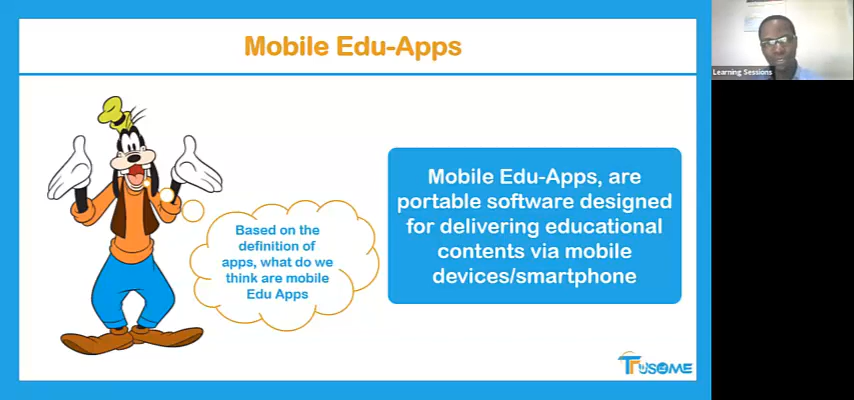 Mobile Edu-Apps
Learning Sessions
Based on the
definition of
apps, what do we
think are mobile
Edu Apps
Mobile Edu-Apps, are
portable software designed
for delivering educational
contents via mobile
devices/smartphone